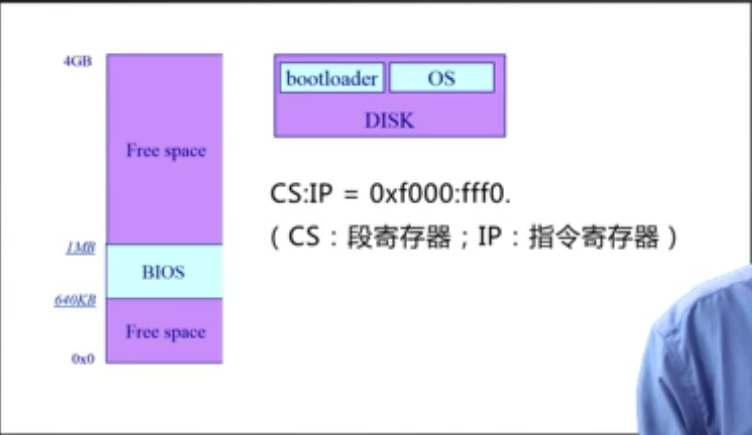 4GB
Free space
1MB
BIOS
640KB
Free space
0x0
bootloader
OS
DISK
CS:IP = 0xf000:fff0.
( CS：段寄存器；IP：指令寄存器 )